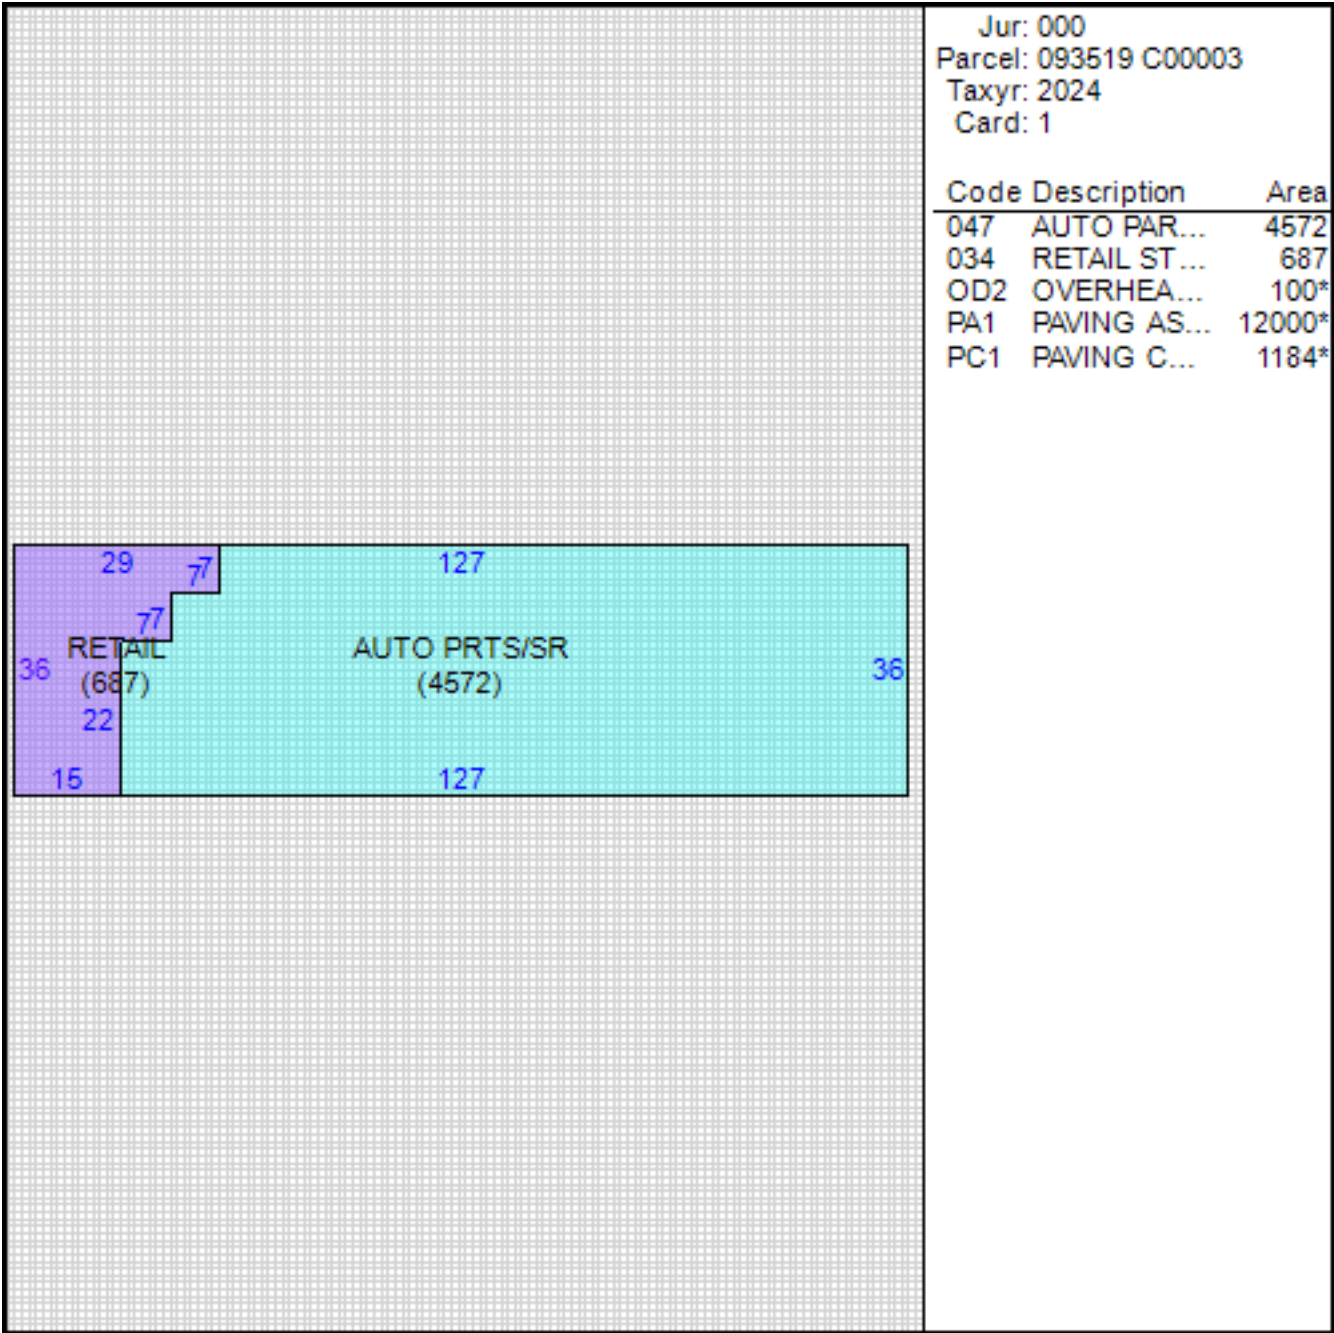 Jur: 000
Parcel: 093519 C00003
Taxyr: 2024
Card: 1
Code Description Area
047 AUTO PAR... 4572
034 RETAIL ST... 687
OD2 OVERHEA... 100*
PA1 PAVING AS... 12000*
PC1 PAVING C... 1184*
29 7 7 127
7 7
RETAIL AUTO PRTS/SR
36 36
(687) (4572)
22
15 127